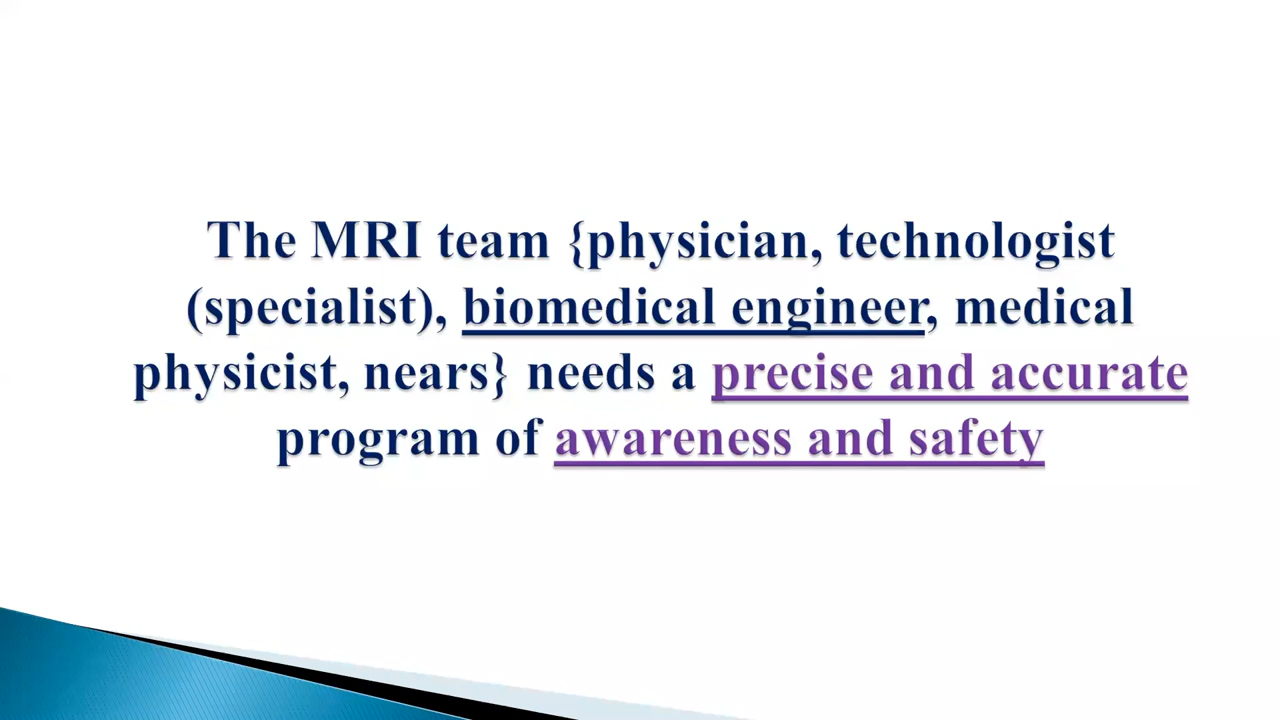 The MRI team {physician, technologist
(specialist), biomedical engineer, medical
physicist, nears} needs a precise and accurate
program of awareness and safety